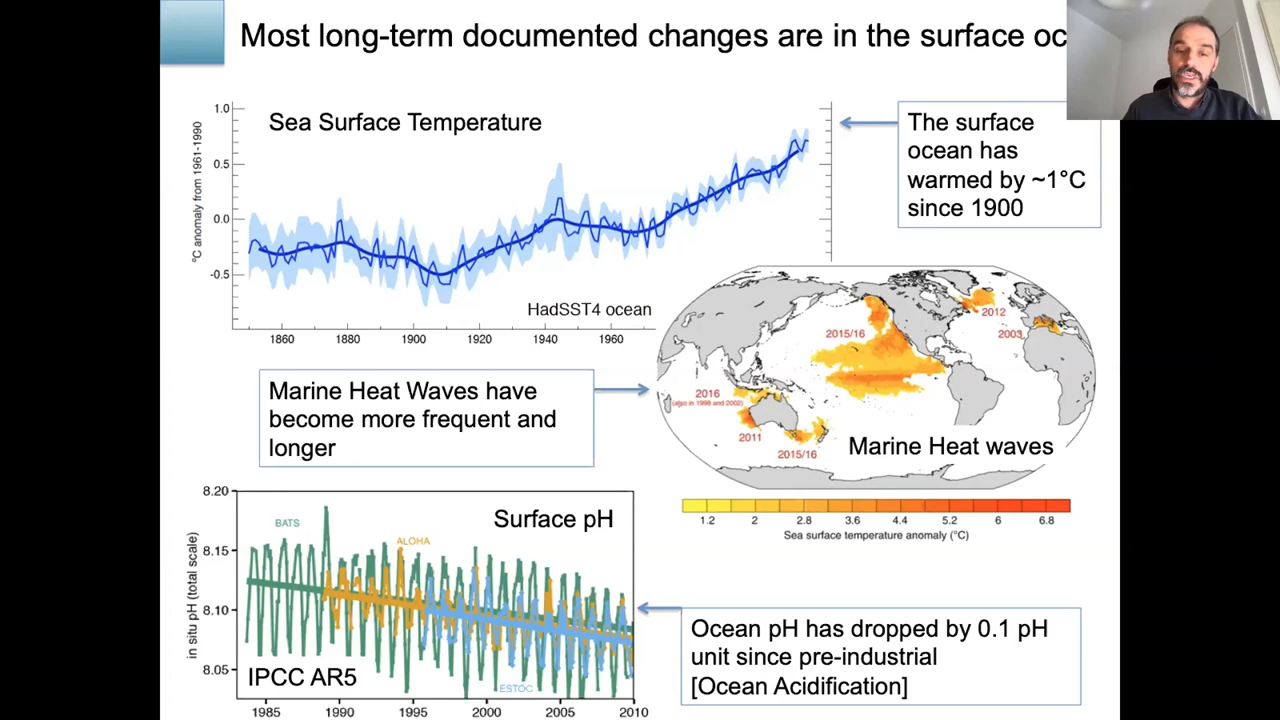 Most long-term documented changes are in the surface oc
1.0
0.5
0.0
-0.5
°C anomaly from 1961-1990
Sea Surface Temperature
HadSST4 ocean
1860 1880 1900 1920 1940 1960
The surface
ocean has
warmed by ~1°C
since 1900
2012
2003
2015/16
2016
(also in 1998 and 2002)
2011
2015/16
Marine Heat waves
1.2 2 2.8 3.6 4.4 5.2 6 6.8
Sea surface temperature anomaly (°C)
Marine Heat Waves have
become more frequent and
longer
8.20
8.15
8.10
8.05
in situ pH (total scale)
BATS
ALOHA
Surface pH
ESTOC
IPCC AR5
1985 1990 1995 2000 2005 2010
Ocean pH has dropped by 0.1 pH
unit since pre-industrial
[Ocean Acidification]